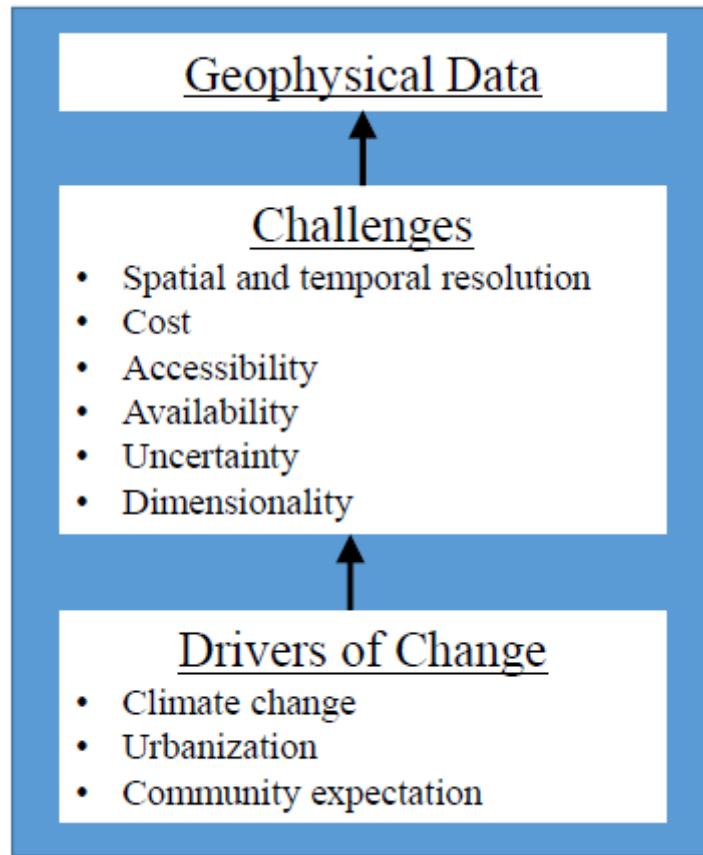 Geophysical Data
Challenges
• Spatial and temporal resolution
• Cost
• Accessibility
• Availability
• Uncertainty
• Dimensionality
Drivers of Change
• Climate change
• Urbanization
• Community expectation